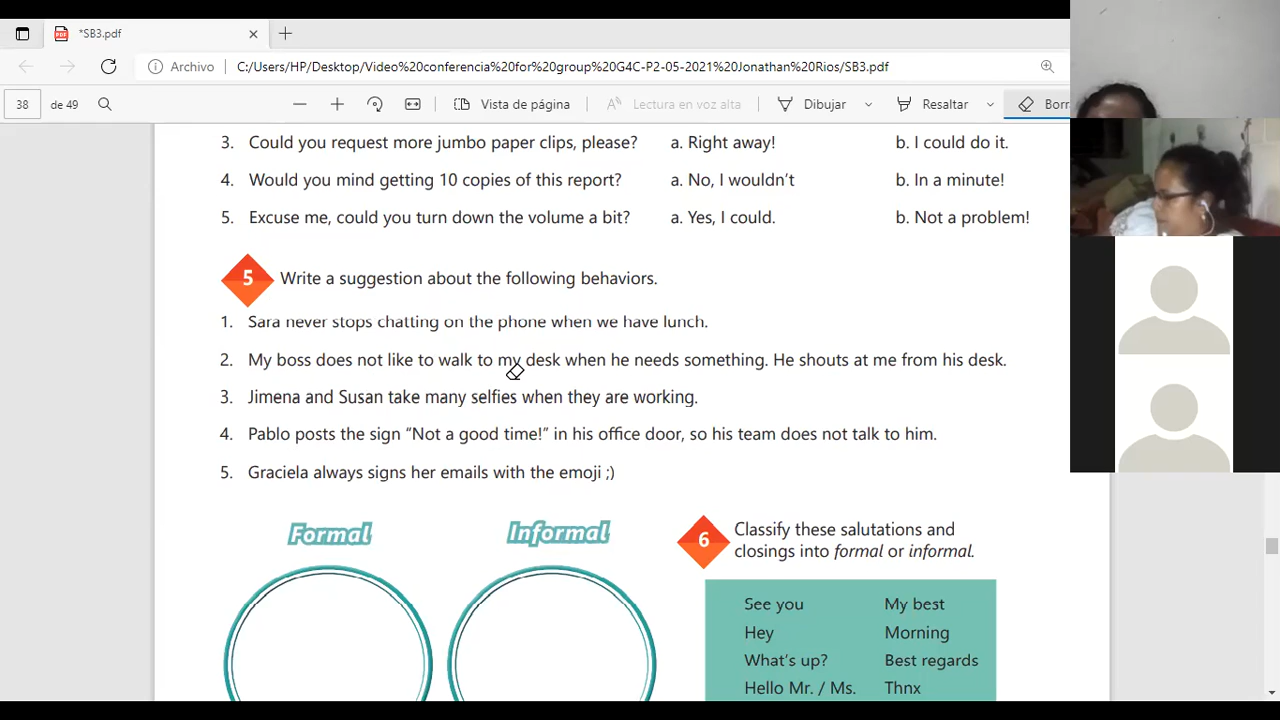 *SB3.pdf
Archivo C:/Users/HP/Desktop/Video%20conferencia%20for%20group%20G4C-P2-05-2021%20Jonathan%20Rios/SB3.pdf
38 de 49 Vista de página Lectura en voz alta Dibujar Resaltar Borr
3. Could you request more jumbo paper clips, please? a. Right away! b. I could do it.
4. Would you mind getting 10 copies of this report? a. No, I wouldn't b. In a minute!
5. Excuse me, could you turn down the volume a bit? a. Yes, I could. b. Not a problem!
5 Write a suggestion about the following behaviors.
1. Sara never stops chatting on the phone when we have lunch.
2. My boss does not like to walk to my desk when he needs something. He shouts at me from his desk.
3. Jimena and Susan take many selfies when they are working.
4. Pablo posts the sign “Not a good time!” in his office door, so his team does not talk to him.
5. Graciela always signs her emails with the emoji ;)
Formal Informal
6 Classify these salutations and
closings into formal or informal.
See you My best
Hey Morning
What's up? Best regards
Hello Mr. / Ms. Thnx